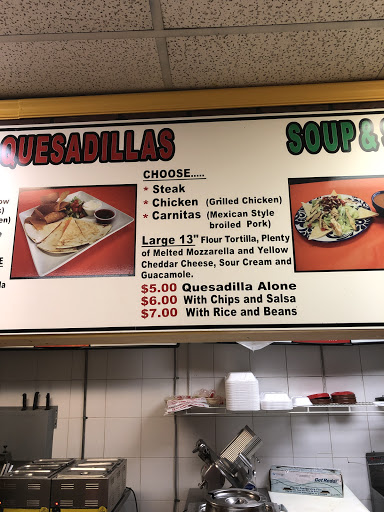 QUESADILLAS
SOUP &
CHOOSE.....
* Steak
* Chicken (Grilled Chicken)
* Carnitas (Mexican Style
broiled Pork)
Large 13" Flour Tortilla, Plenty
of Melted Mozzarella and Yellow
Cheddar Cheese, Sour Cream and
Guacamole.
$5.00 Quesadilla Alone
$6.00 With Chips and Salsa
$7.00 With Rice and Beans